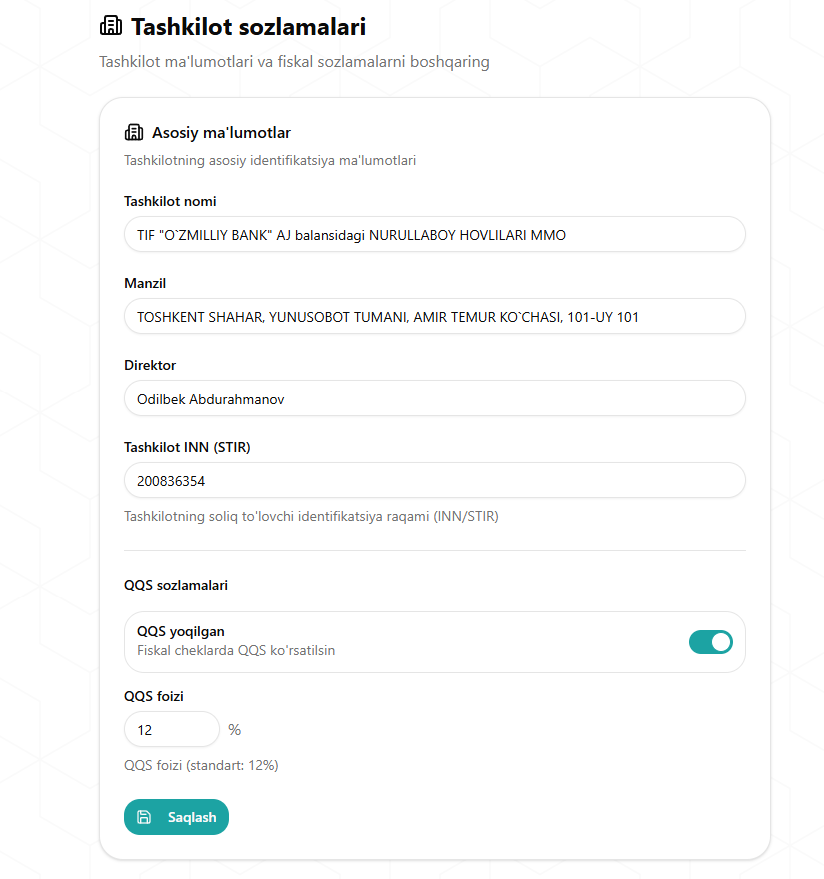 Tashkilot sozlamalari
Tashkilot ma'lumotlari va fiskal sozlamalarni boshqaring
Asosiy ma'lumotlar
Tashkilotning asosiy identifikatsiya ma'lumotlari
Tashkilot nomi
TIF "O`ZMILLIY BANK" AJ balansidagi NURULLABOY HOVLILARI MMO
Manzil
TOSHKENT SHAHAR, YUNUSOBOT TUMANI, AMIR TEMUR KO`CHASI, 101-UY 101
Direktor
Odilbek Abdurahmanov
Tashkilot INN (STIR)
200836354
Tashkilotning soliq to'lovchi identifikatsiya raqami (INN/STIR)
QQS sozlamalari
QQS yoqilgan
Fiskal cheklarda QQS ko'rsatilsin
QQS foizi
12 %
QQS foizi (standart: 12%)
Saqlash